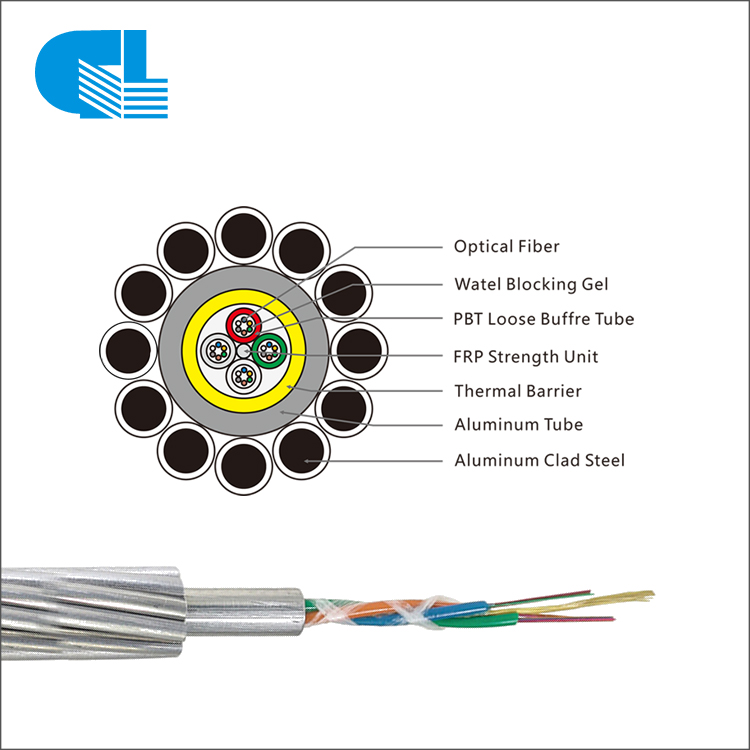 Optical Fiber
Watel Blocking Gel
PBT Loose Buffre Tube
FRP Strength Unit
Thermal Barrier
Aluminum Tube
Aluminum Clad Steel